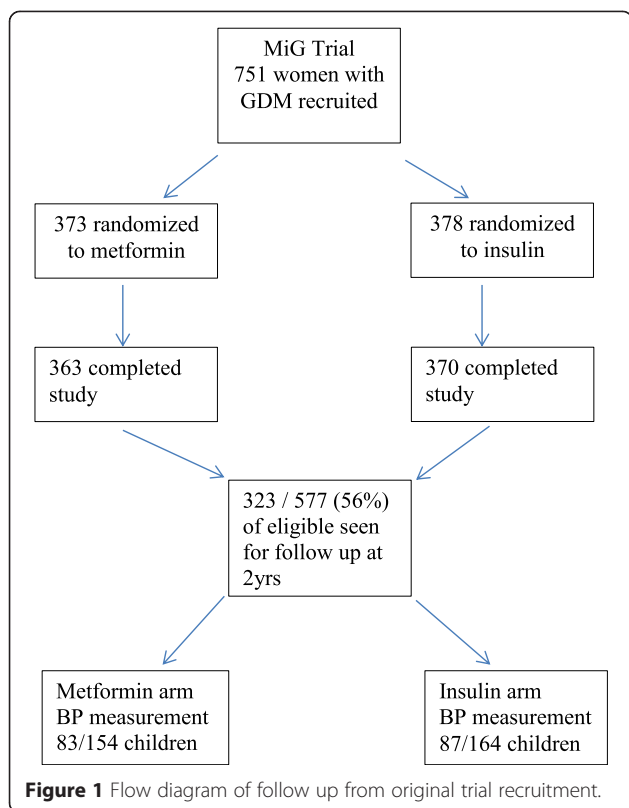 MiG Trial
751 women with
GDM recruited
373 randomized
to metformin
378 randomized
to insulin
363 completed
study
370 completed
study
323 / 577 (56%)
of eligible seen
for follow up at
2yrs
Metformin arm
BP measurement
83/154 children
Insulin arm
BP measurement
87/164 children
Figure 1 Flow diagram of follow up from original trial recruitment.